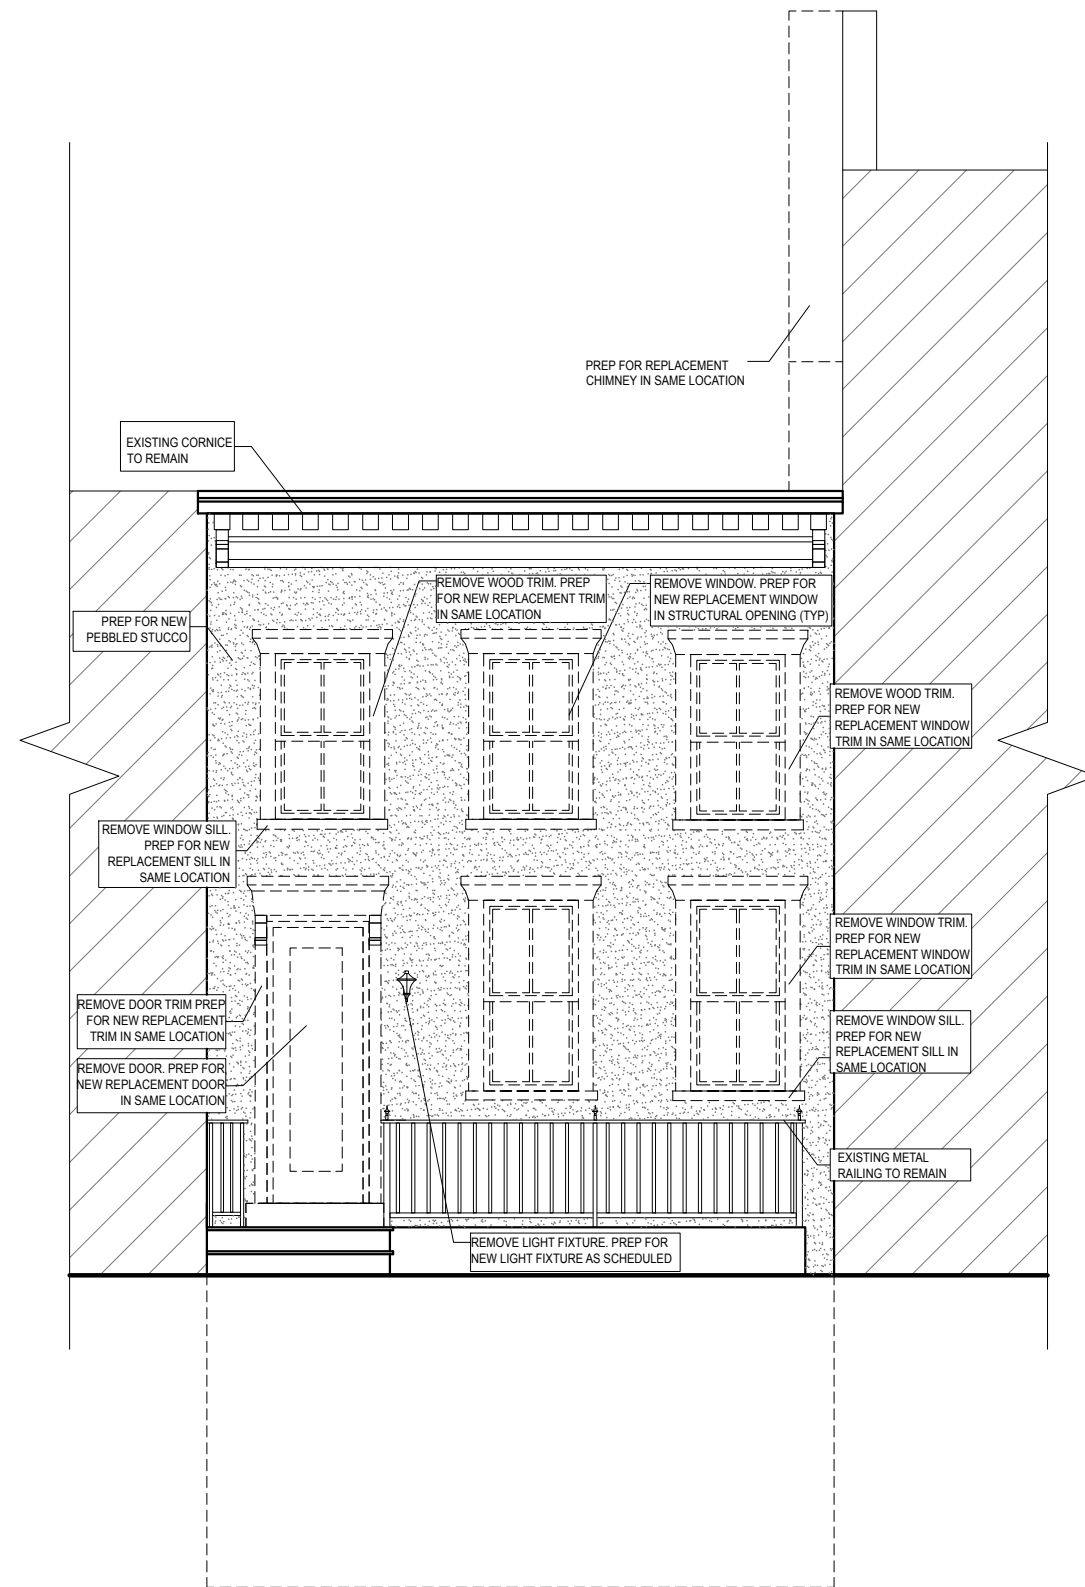 PREP FOR REPLACEMENT
CHIMNEY IN SAME LOCATION
EXISTING CORNICE
TO REMAIN
REMOVE WOOD TRIM. PREP
FOR NEW REPLACEMENT TRIM
IN SAME LOCATION
REMOVE WINDOW. PREP FOR
NEW REPLACEMENT WINDOW
IN STRUCTURAL OPENING (TYP)
PREP FOR NEW
PEBBLED STUCCO
REMOVE WOOD TRIM.
PREP FOR NEW
REPLACEMENT WINDOW
TRIM IN SAME LOCATION
REMOVE WINDOW SILL.
PREP FOR NEW
REPLACEMENT SILL IN
SAME LOCATION
REMOVE WINDOW TRIM.
PREP FOR NEW
REPLACEMENT WINDOW
TRIM IN SAME LOCATION
REMOVE DOOR TRIM PREP
FOR NEW REPLACEMENT
TRIM IN SAME LOCATION
REMOVE WINDOW SILL.
PREP FOR NEW
REPLACEMENT SILL IN
SAME LOCATION
REMOVE DOOR. PREP FOR
NEW REPLACEMENT DOOR
IN SAME LOCATION
EXISTING METAL
RAILING TO REMAIN
REMOVE LIGHT FIXTURE. PREP FOR
NEW LIGHT FIXTURE AS SCHEDULED